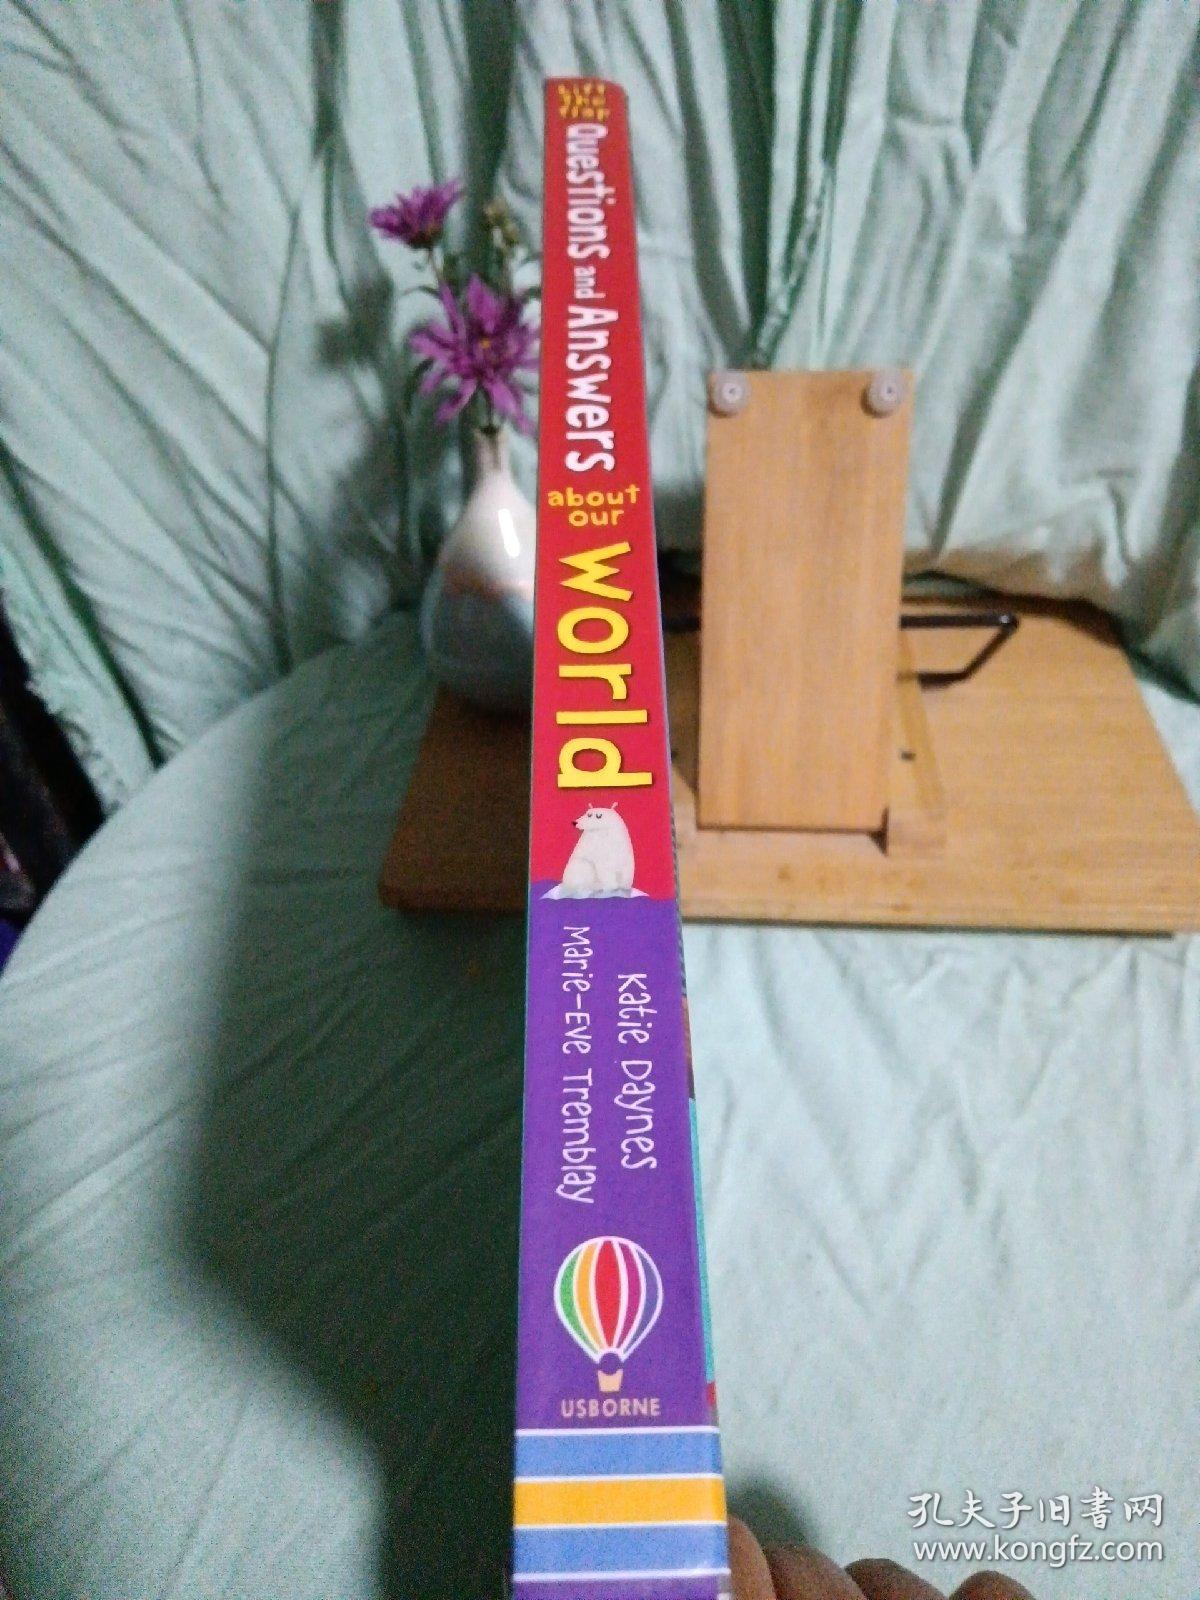 Lift
the
flap
Questions and Answers
about
our
World
Katie Daynes
Marie-Eve Tremblay
USBORNE
孔夫子旧書网
www.kongfz.com